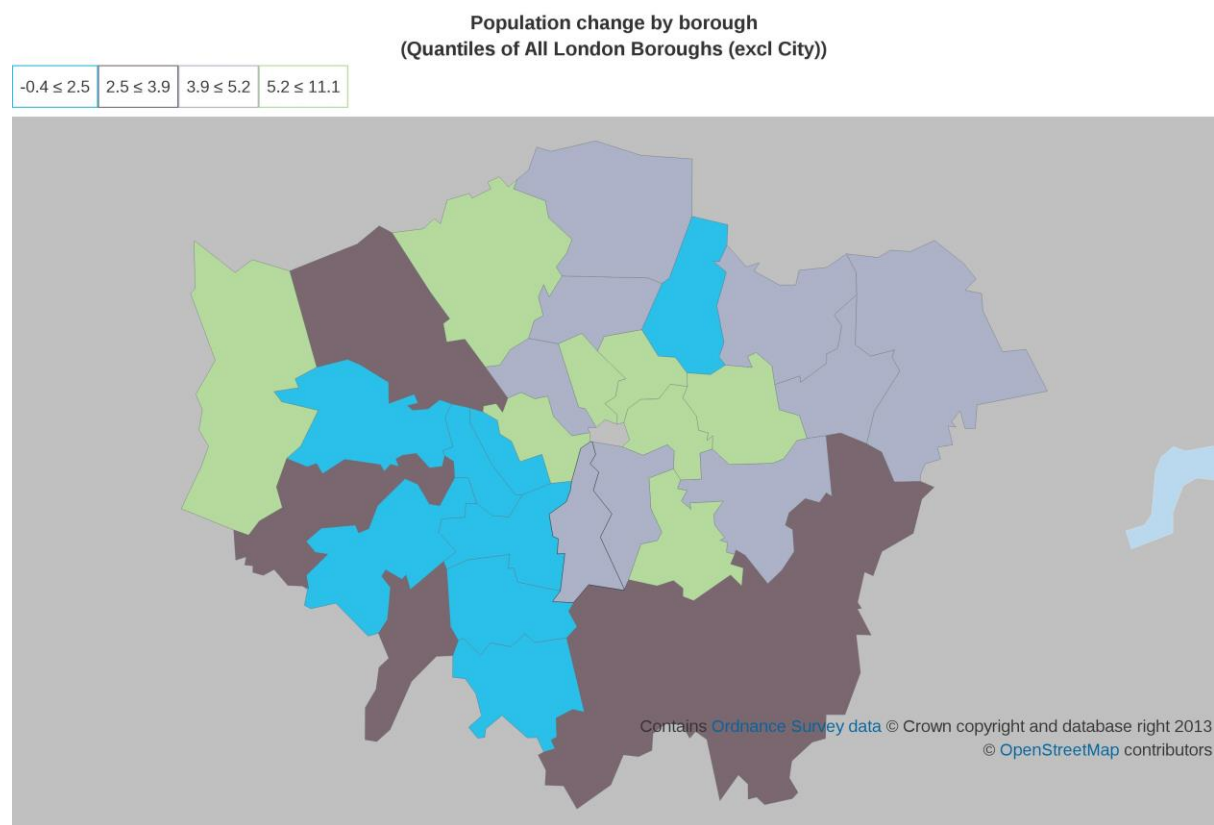 Population change by borough
(Quantiles of All London Boroughs (excl City))
-0.4 ≤ 2.5 2.5 ≤ 3.9 3.9 ≤ 5.2 5.2 ≤ 11.1
Contains Ordnance Survey data © Crown copyright and database right 2013
© OpenStreetMap contributors